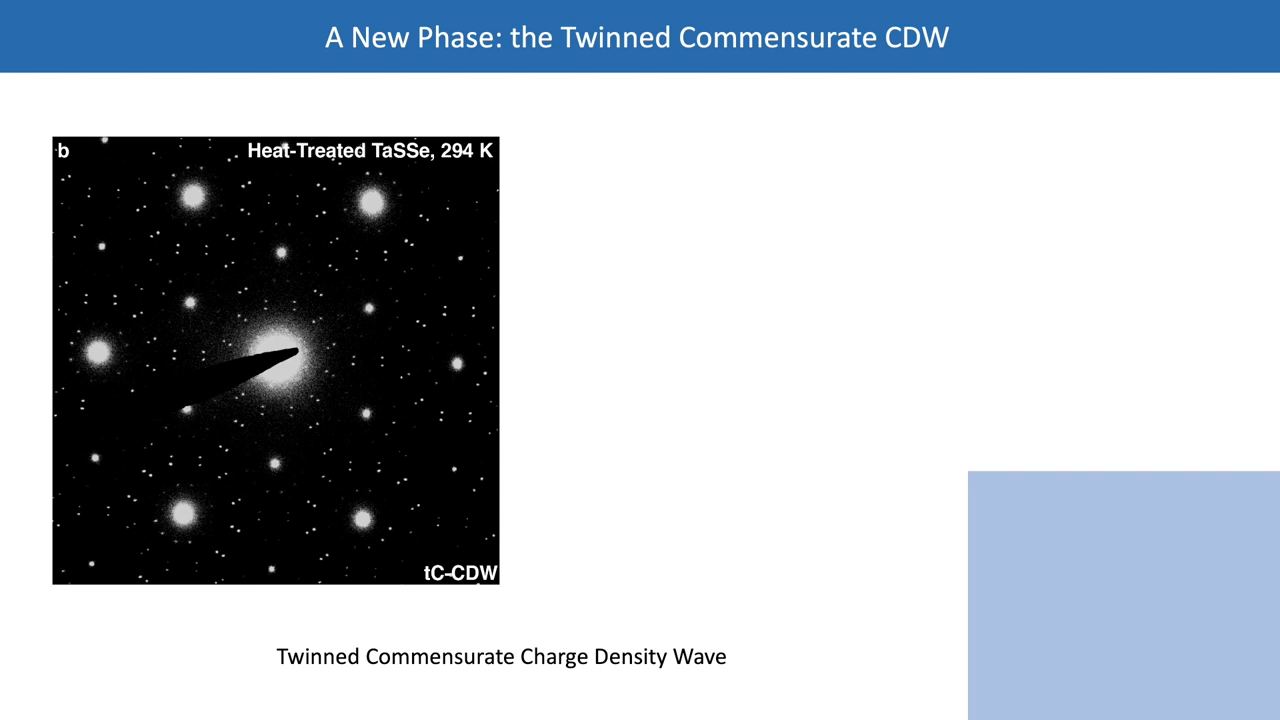 A New Phase: the Twinned Commensurate CDW
b
Heat-Treated TaSSe, 294 K
tC-CDW
Twinned Commensurate Charge Density Wave